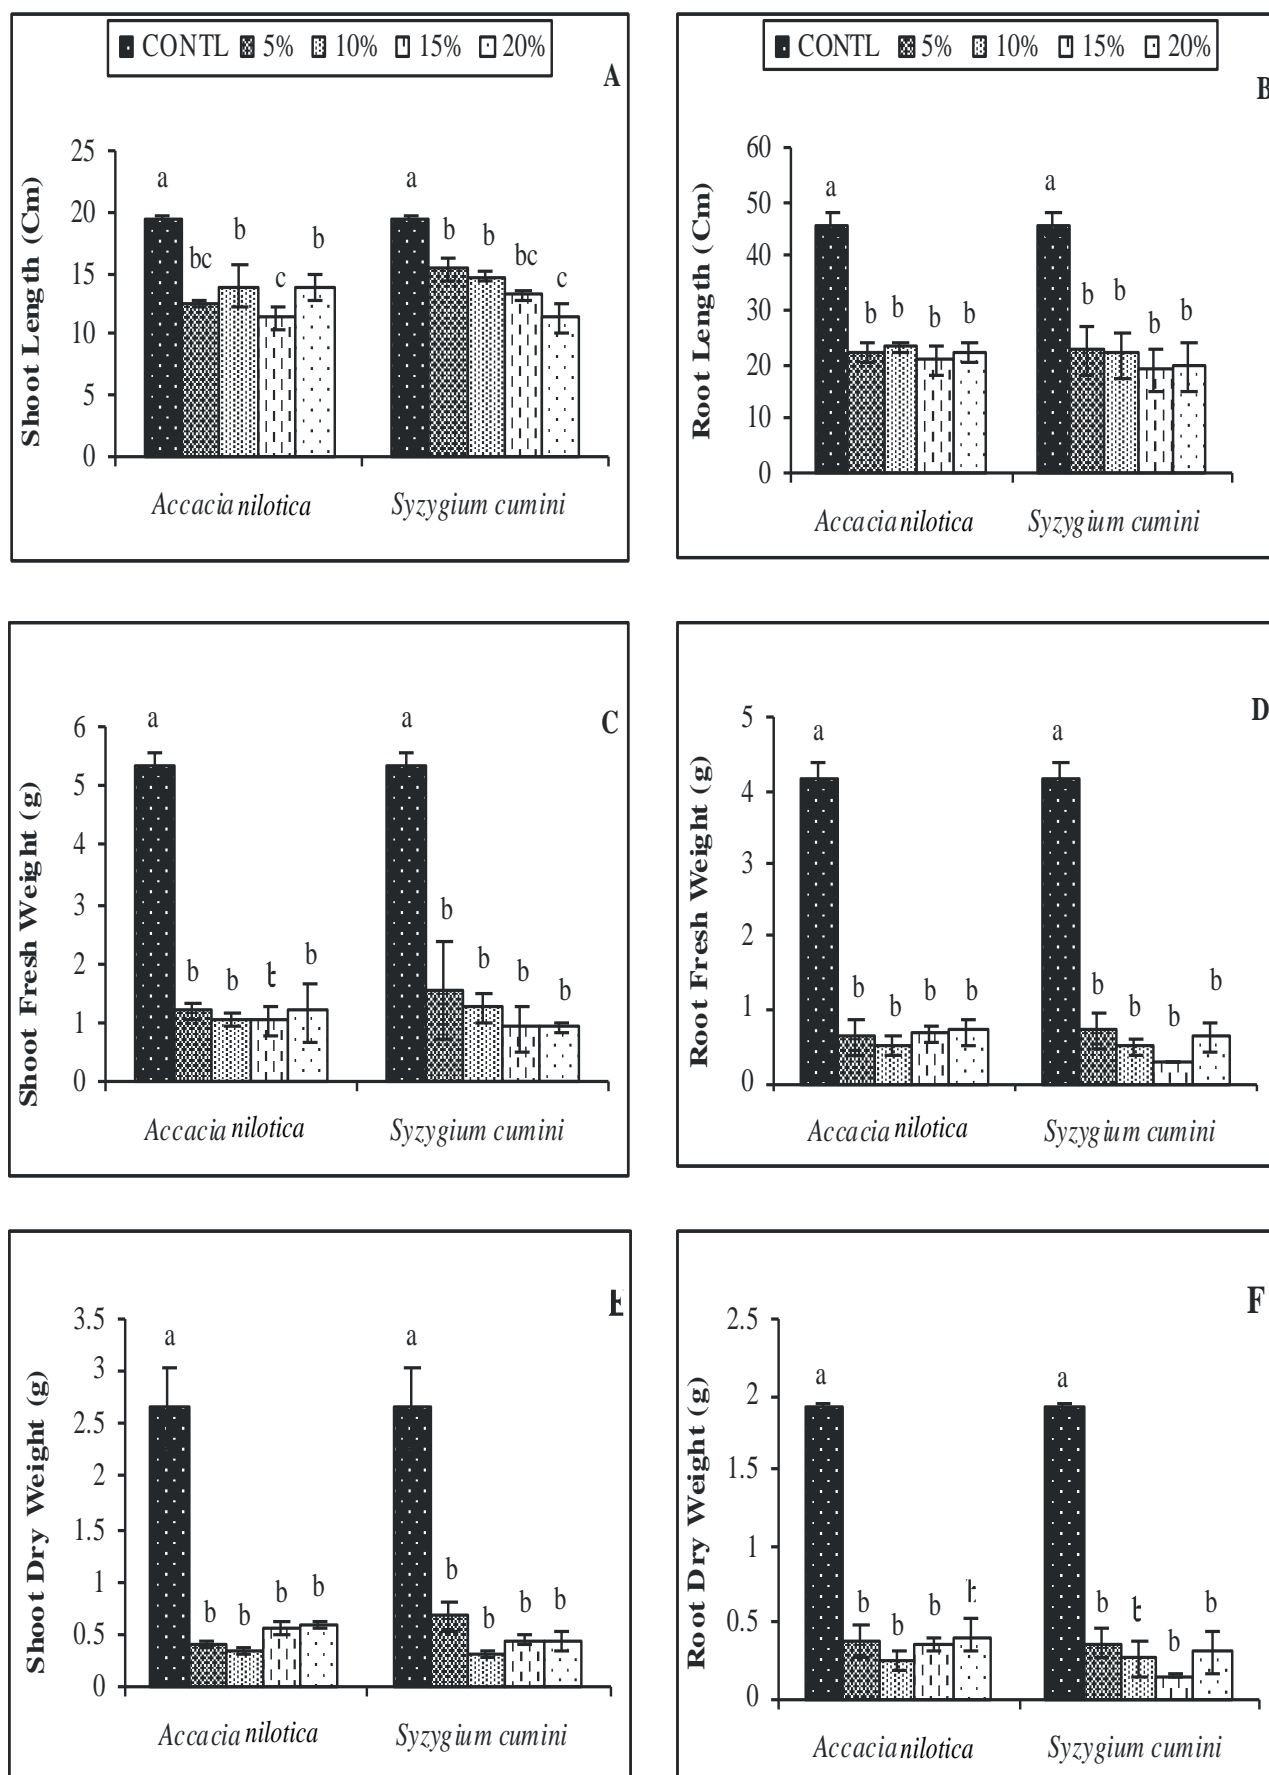 CONTL 5% 10% 15% 20%
A
Shoot Length (Cm)
25
20
15
10
5
0
a bc b c b
a b b bc c
Accacia nilotica
Syzygium cumini
CONTL 5% 10% 15% 20%
B
Root Length (Cm)
60
50
40
30
20
10
0
a b b b b
a b b b b
Accacia nilotica
Syzygium cumini
C
Shoot Fresh Weight (g)
6
5
4
3
2
1
0
a b b b
a b b b b
Accacia nilotica
Syzygium cumini
D
Root Fresh Weight (g)
5
4
3
2
1
0
a b b b b
a b b b b
Accacia nilotica
Syzygium cumini
E
Shoot Dry Weight (g)
3.5
3
2.5
2
1.5
1
0.5
0
a b b b b
a b b b b
Accacia nilotica
Syzygium cumini
F
Root Dry Weight (g)
2.5
2
1.5
1
0.5
0
a b b b
a b b b
Accacia nilotica
Syzygium cumini